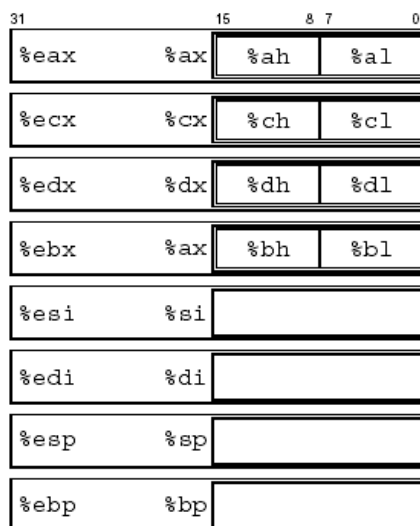 31 15 8 7 0
%eax %ax %ah %al
%ecx %cx %ch %cl
%edx %dx %dh %dl
%ebx %ax %bh %bl
%esi %si
%edi %di
%esp %sp
%ebp %bp